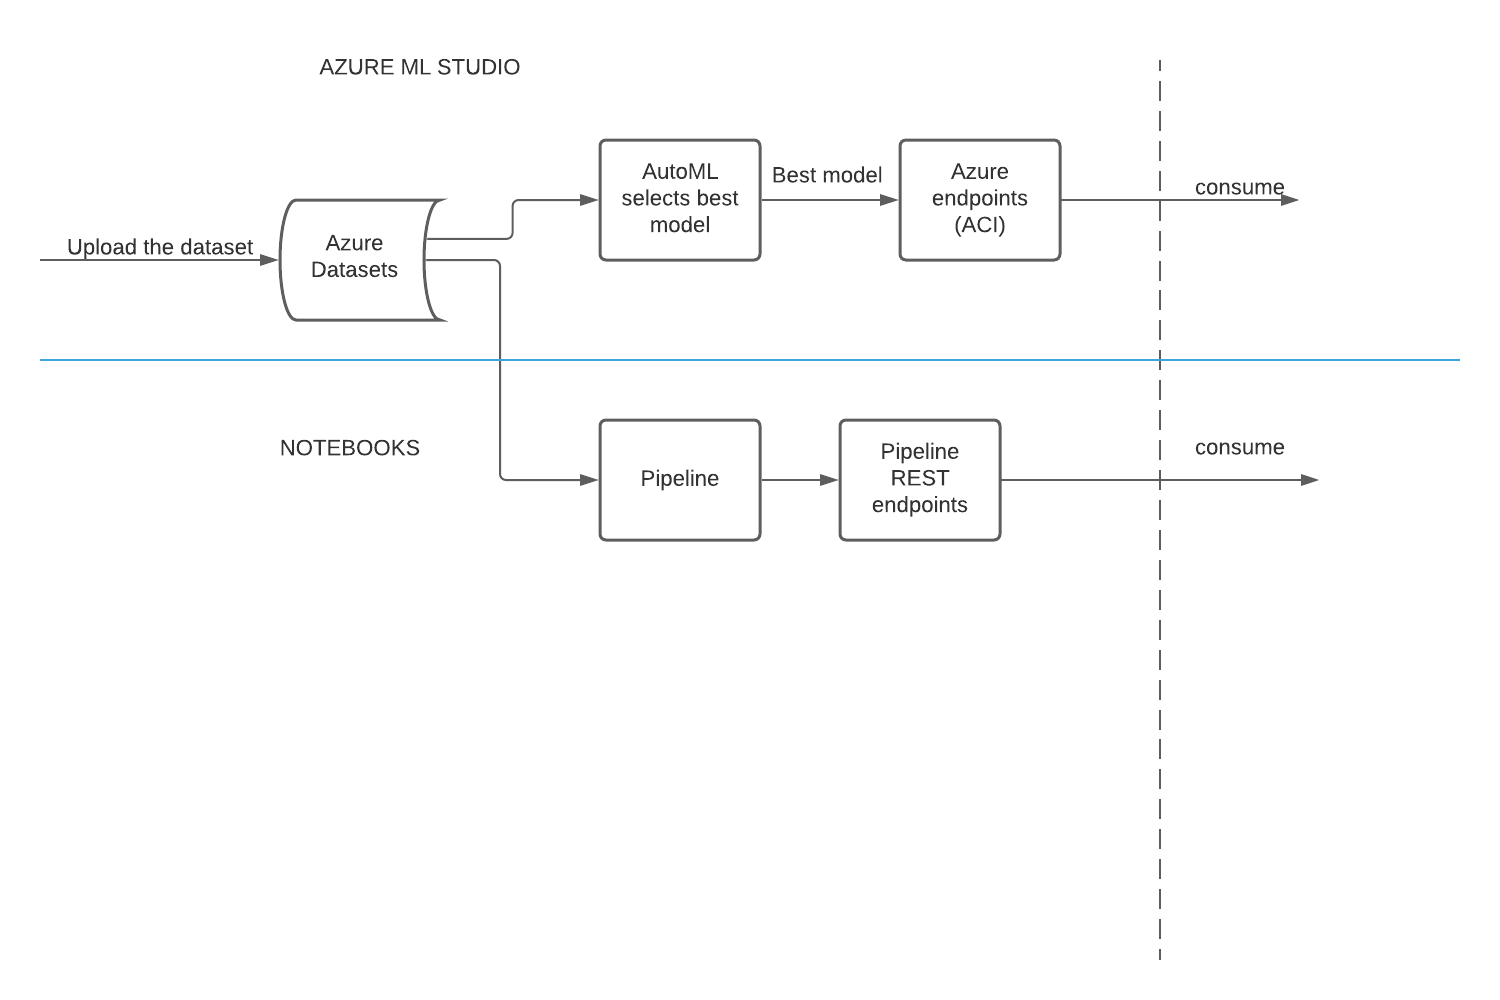 AZURE ML STUDIO
Upload the dataset
Azure
Datasets
AutoML
selects best
model
Best model
Azure
endpoints
(ACI)
consume
NOTEBOOKS
Pipeline
Pipeline
REST
endpoints
consume